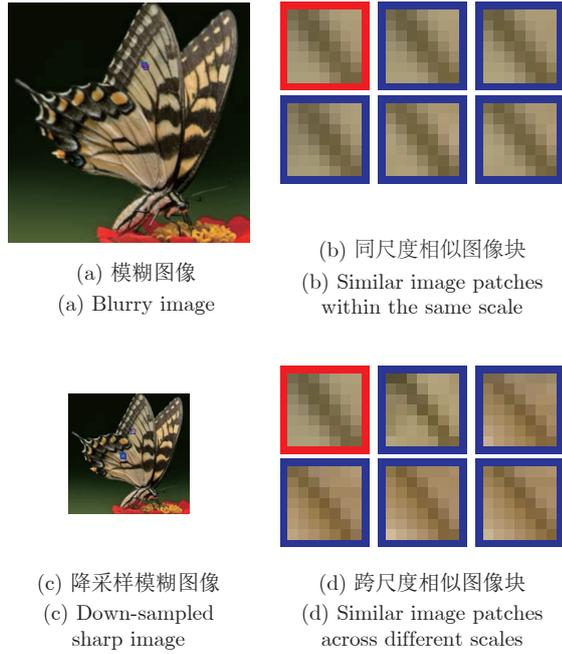 (a) 模糊图像
(a) Blurry image
(b) 同尺度相似图像块
(b) Similar image patches
within the same scale
(c) 降采样模糊图像
(c) Down-sampled
sharp image
(d) 跨尺度相似图像块
(d) Similar image patches
across different scales